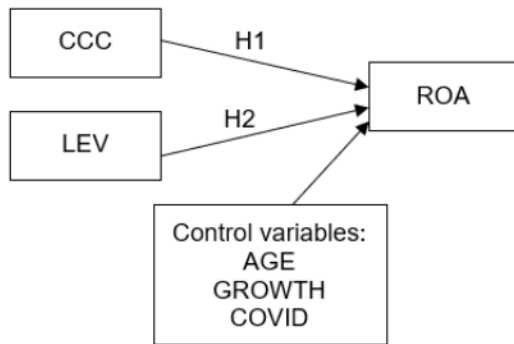 CCC
H1
ROA
H2
LEV
Control variables:
AGE
GROWTH
COVID